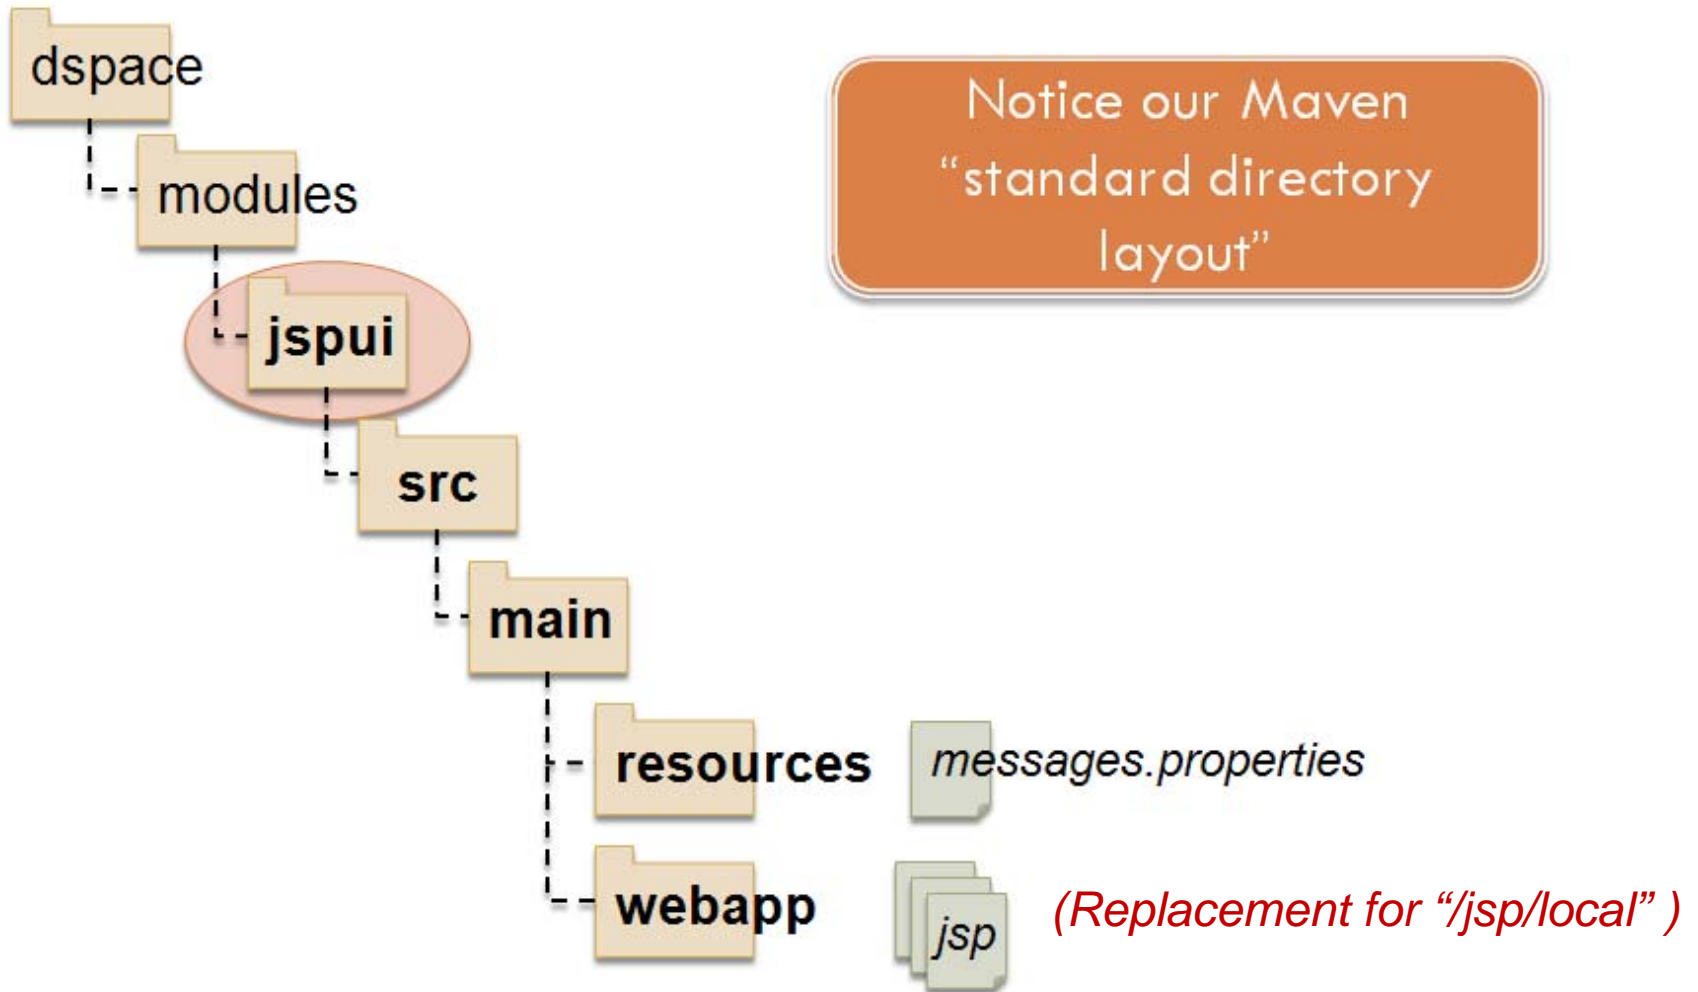 dspace
Notice our Maven
“standard directory
layout”
modules
jspui
src
main
resources
messages.properties
webapp
jsp
(Replacement for “/jsp/local” )